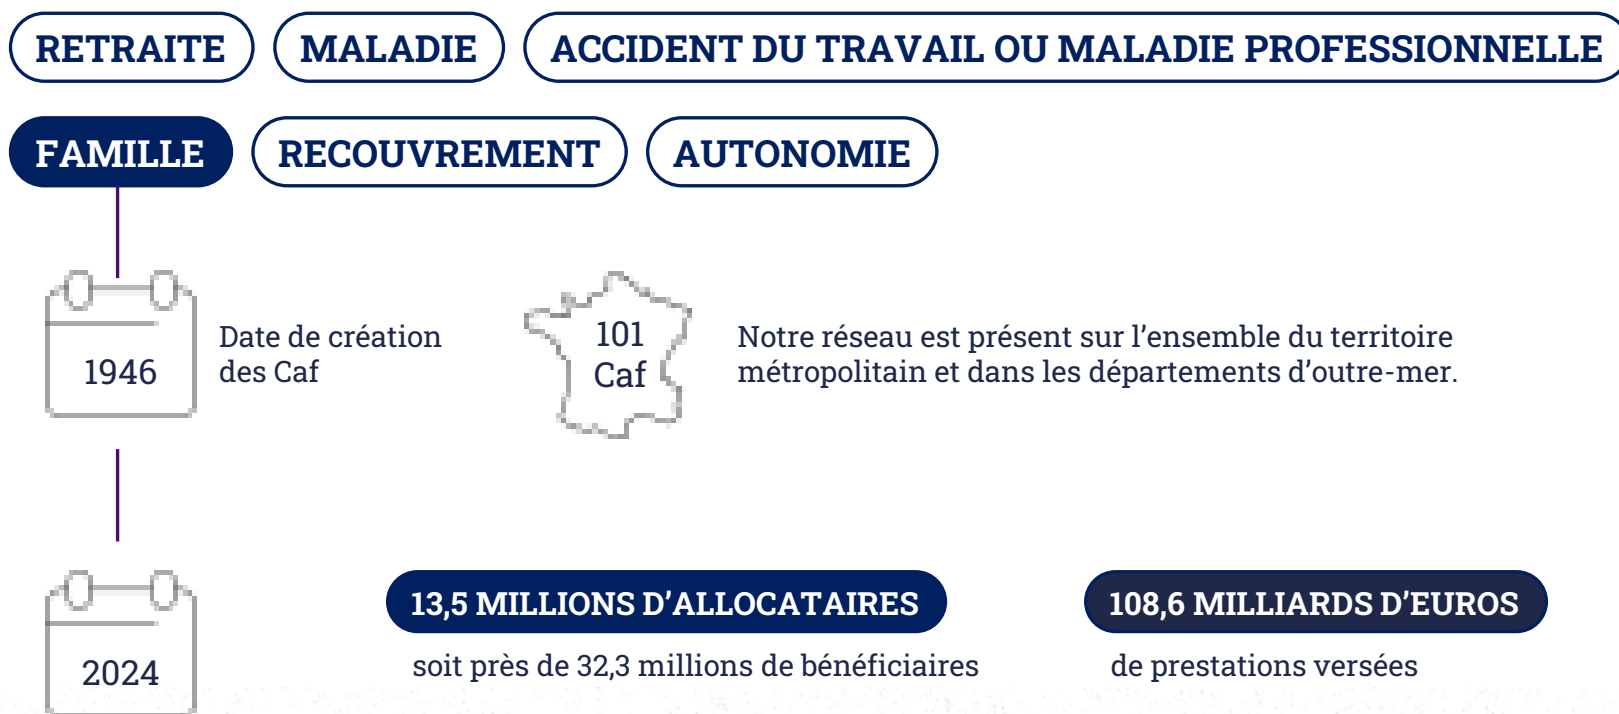 RETRAITE MALADIE ACCIDENT DU TRAVAIL OU MALADIE PROFESSIONNELLE
FAMILLE RECOUVREMENT AUTONOMIE
1946
Date de création
des Caf
101
Caf
Notre réseau est présent sur l’ensemble du territoire
métropolitain et dans les départements d’outre-mer.
2024
13,5 MILLIONS D’ALLOCATAIRES
soit près de 32,3 millions de bénéficiaires
108,6 MILLIARDS D’EUROS
de prestations versées